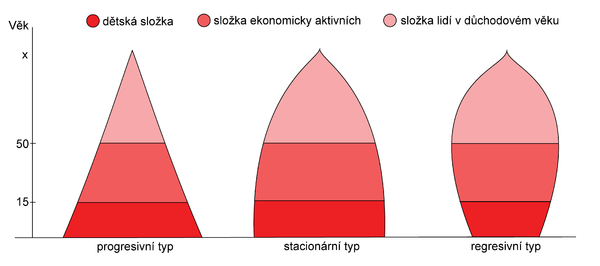 Věk
dětská složka
složka ekonomicky aktivních
složka lidí v důchodovém věku
x
50
15
progresivní typ
stacionární typ
regresivní typ